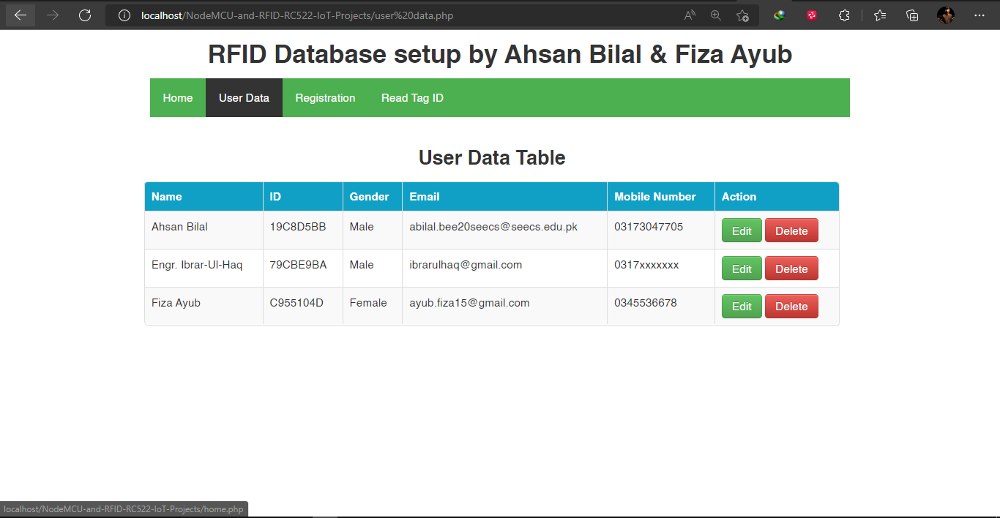 localhost/NodeMCU-and-RFID-RC522-IoT-Projects/user%20data.php
RFID Database setup by Ahsan Bilal & Fiza Ayub
Home User Data Registration Read Tag ID
User Data Table
Name ID Gender Email Mobile Number Action
Ahsan Bilal 19C8D5BB Male abilal.bee20seecs@seecs.edu.pk 03173047705 Edit Delete
Engr. Ibrar-Ul-Haq 79CBE9BA Male ibrarulhaq@gmail.com 0317xxxxxxx Edit Delete
Fiza Ayub C955104D Female ayub.fiza15@gmail.com 0345536678 Edit Delete
localhost/NodeMCU-and-RFID-RC522-IoT-Projects/home.php